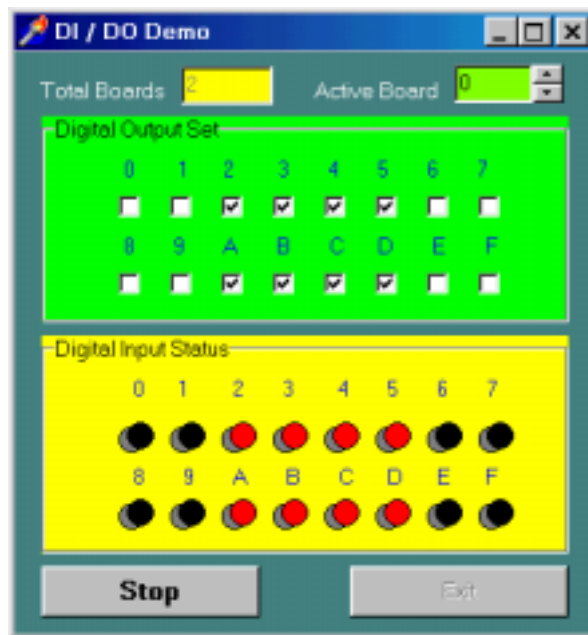 DI / DO Demo
Total Boards 2 Active Board 0
Digital Output Set
0 1 2 3 4 5 6 7
8 9 A B C D E F
Digital Input Status
0 1 2 3 4 5 6 7
8 9 A B C D E F
Stop Exit